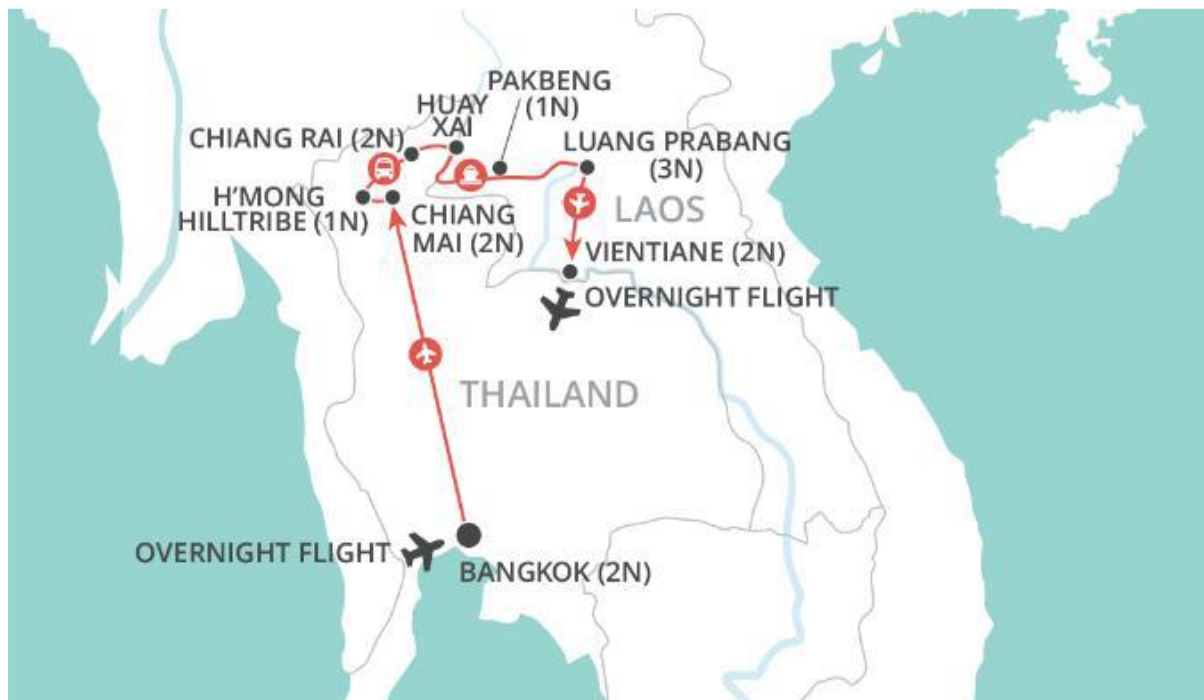 PAKBENG
(1N)
HUAY
XAI
CHIANG RAI (2N)
LUANG PRABANG
(3N)
H'MONG
HILLTRIBE (1N)
CHIANG
MAI (2N)
LAOS
VIENTIANE (2N)
OVERNIGHT FLIGHT
THAILAND
OVERNIGHT FLIGHT
BANGKOK (2N)